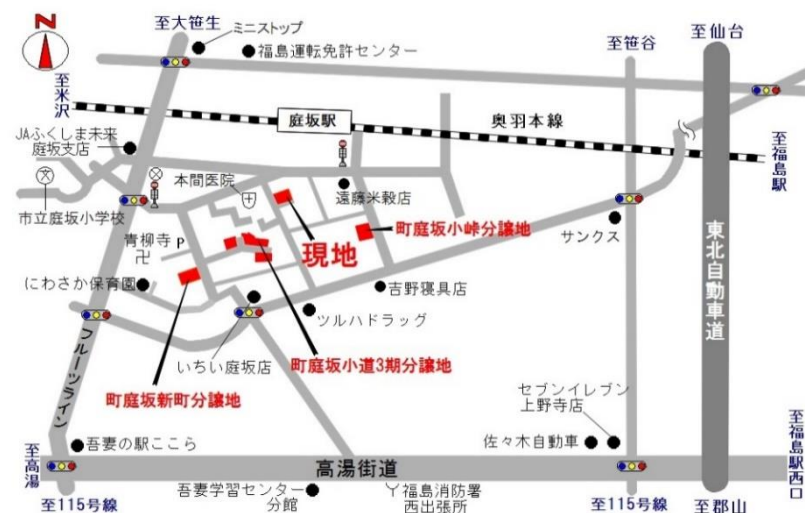 N
至大笹生
ミニストップ
福島運転免許センター
至笹谷
至仙台
至米沢
庭坂駅
奥羽本線
至福島駅
JAふくしま未来
庭坂支店
本間医院
遠藤米穀店
市立庭坂小学校
青柳寺
P
現地
町庭坂小峠分譲地
サンクス
東北自動車道
にわさか保育園
吉野寝具店
ツルハドラッグ
いちい庭坂店
町庭坂小道3期分譲地
町庭坂新町分譲地
フルーツライン
セブンイレブン
上野寺店
佐々木自動車
至福島駅西口
至高湯
吾妻の駅ここら
高湯街道
吾妻学習センター
分館
福島消防署
西出張所
至115号線
至115号線
至郡山